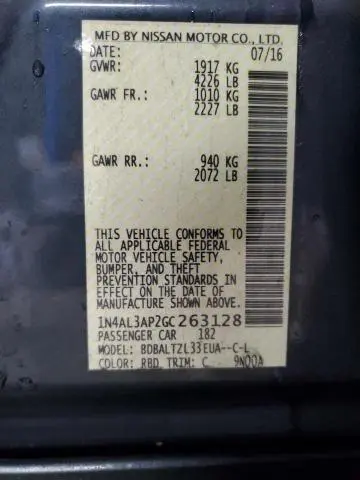 MFD BY NISSAN MOTOR CO., LTD.
DATE: 07/16
GVWR: 1917 KG
4226 LB
GAWR FR: 1010 KG
2227 LB
GAWR RR: 940 KG
2072 LB
THIS VEHICLE CONFORMS TO
ALL APPLICABLE FEDERAL
MOTOR VEHICLE SAFETY,
BUMPER, AND THEFT
PREVENTION STANDARDS
IN EFFECT ON THE DATE OF
MANUFACTURE SHOWN ABOVE.
1N4AL3AP2GC263128
PASSENGER CAR 182
MODEL: BDBALTZL33EUA--C-L
COLOR: RBD TRIM: C 9N00A